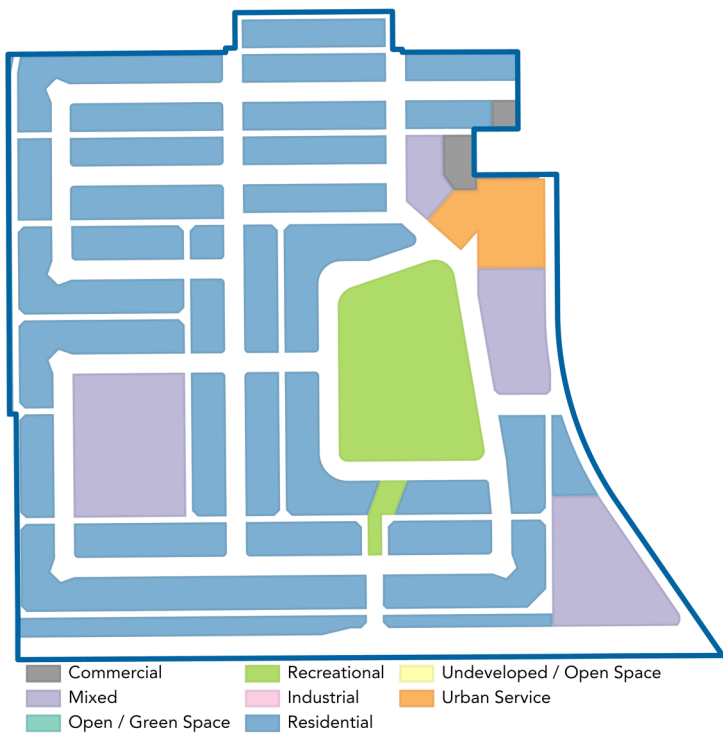 Commercial
Recreational
Undeveloped / Open Space
Mixed
Industrial
Urban Service
Open / Green Space
Residential